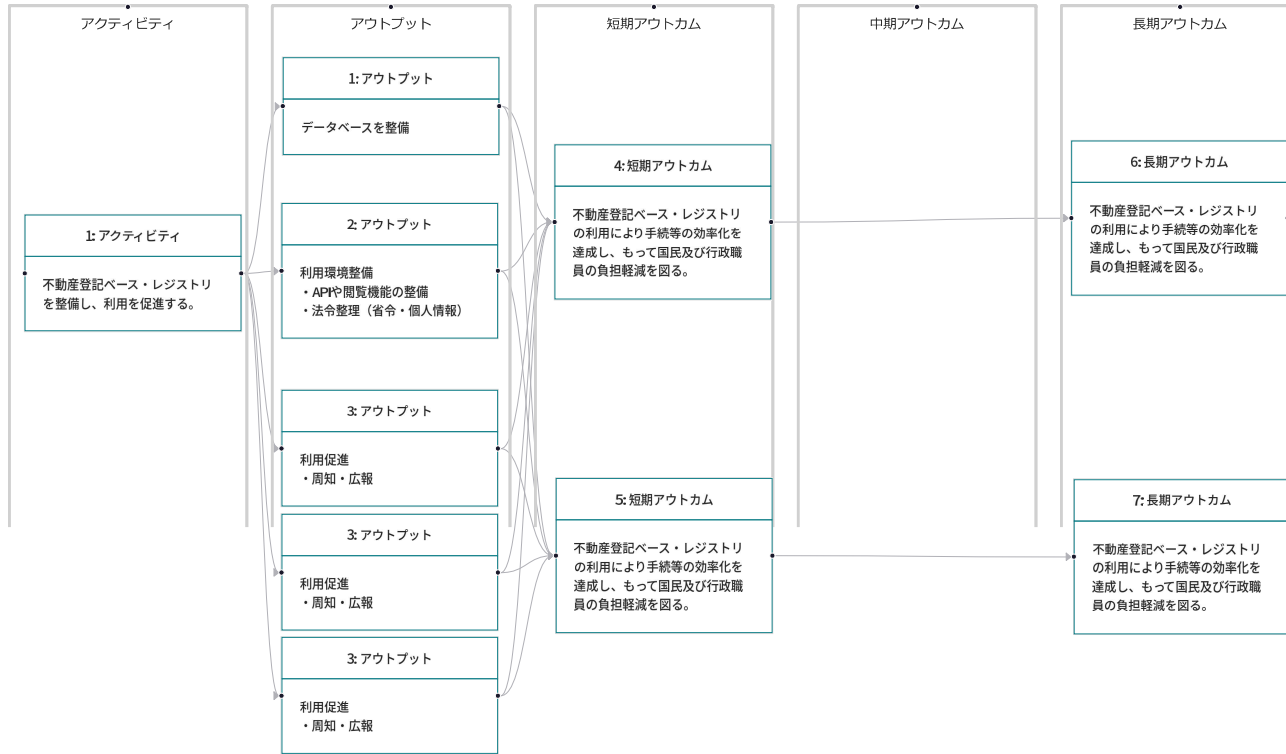 アクティビティ
アウトプット
短期アウトカム
中期アウトカム
長期アウトカム
1: アクティビティ
不動産登記ベース・レジストリ
を整備し、利用を促進する。
1: アウトプット
データベースを整備
2: アウトプット
利用環境整備
・APIや閲覧機能の整備
・法令整理（省令・個人情報）
3: アウトプット
利用促進
・周知・広報
3: アウトプット
利用促進
・周知・広報
3: アウトプット
利用促進
・周知・広報
4: 短期アウトカム
不動産登記ベース・レジストリ
の利用により手続等の効率化を
達成し、もって国民及び行政職
員の負担軽減を図る。
5: 短期アウトカム
不動産登記ベース・レジストリ
の利用により手続等の効率化を
達成し、もって国民及び行政職
員の負担軽減を図る。
6: 長期アウトカム
不動産登記ベース・レジストリ
の利用により手続等の効率化を
達成し、もって国民及び行政職
員の負担軽減を図る。
7: 長期アウトカム
不動産登記ベース・レジストリ
の利用により手続等の効率化を
達成し、もって国民及び行政職
員の負担軽減を図る。